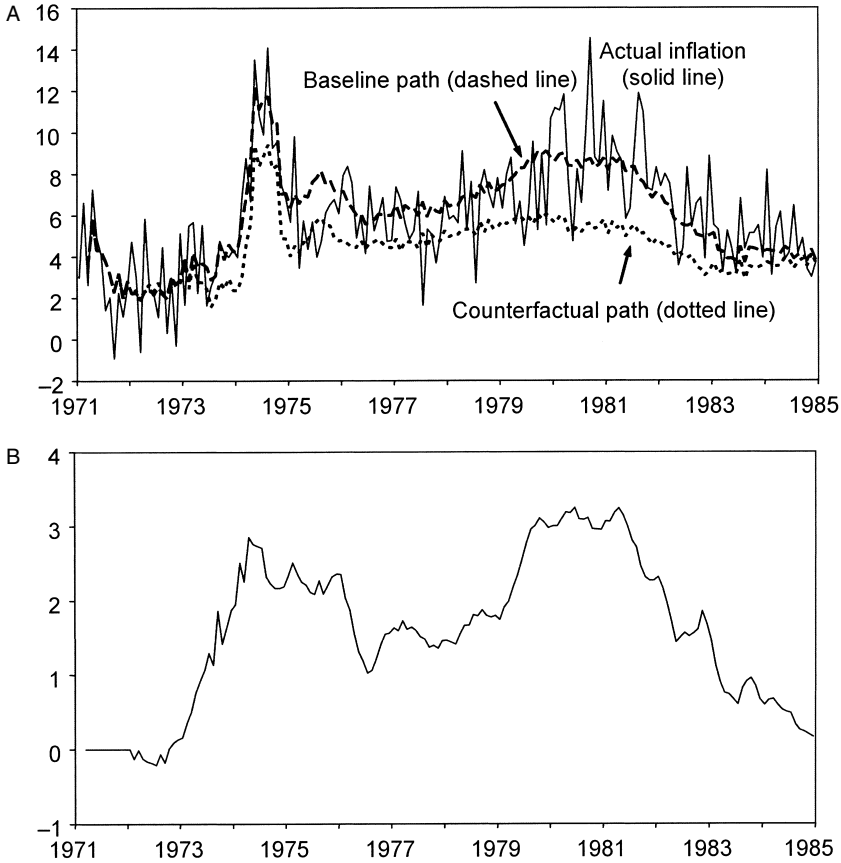 A
16
14
12
10
8
6
4
2
0
–2
Actual inflation
(solid line)
Baseline path (dashed line)
Counterfactual path (dotted line)
1971 1973 1975 1977 1979 1981 1983 1985
B
4
3
2
1
0
–1
1971 1973 1975 1977 1979 1981 1983 1985